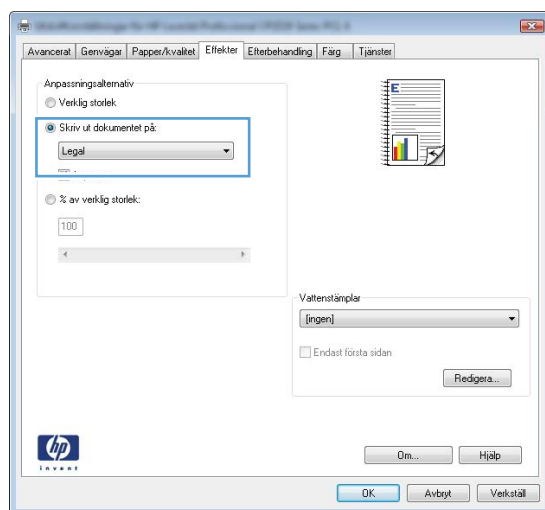 Avancerat Genvägar Papper/kvalitet Effekter Efterbehandling Färg Tjänster
Anpassningsalternativ
Verklig storlek
Skriv ut dokumentet på:
Legal
% av verklig storlek:
100
E
Vattenstämplar
[ingen]
Endast första sidan
Redigera...
hp
invent
Om... Hjälp
OK Avbryt Verkställ